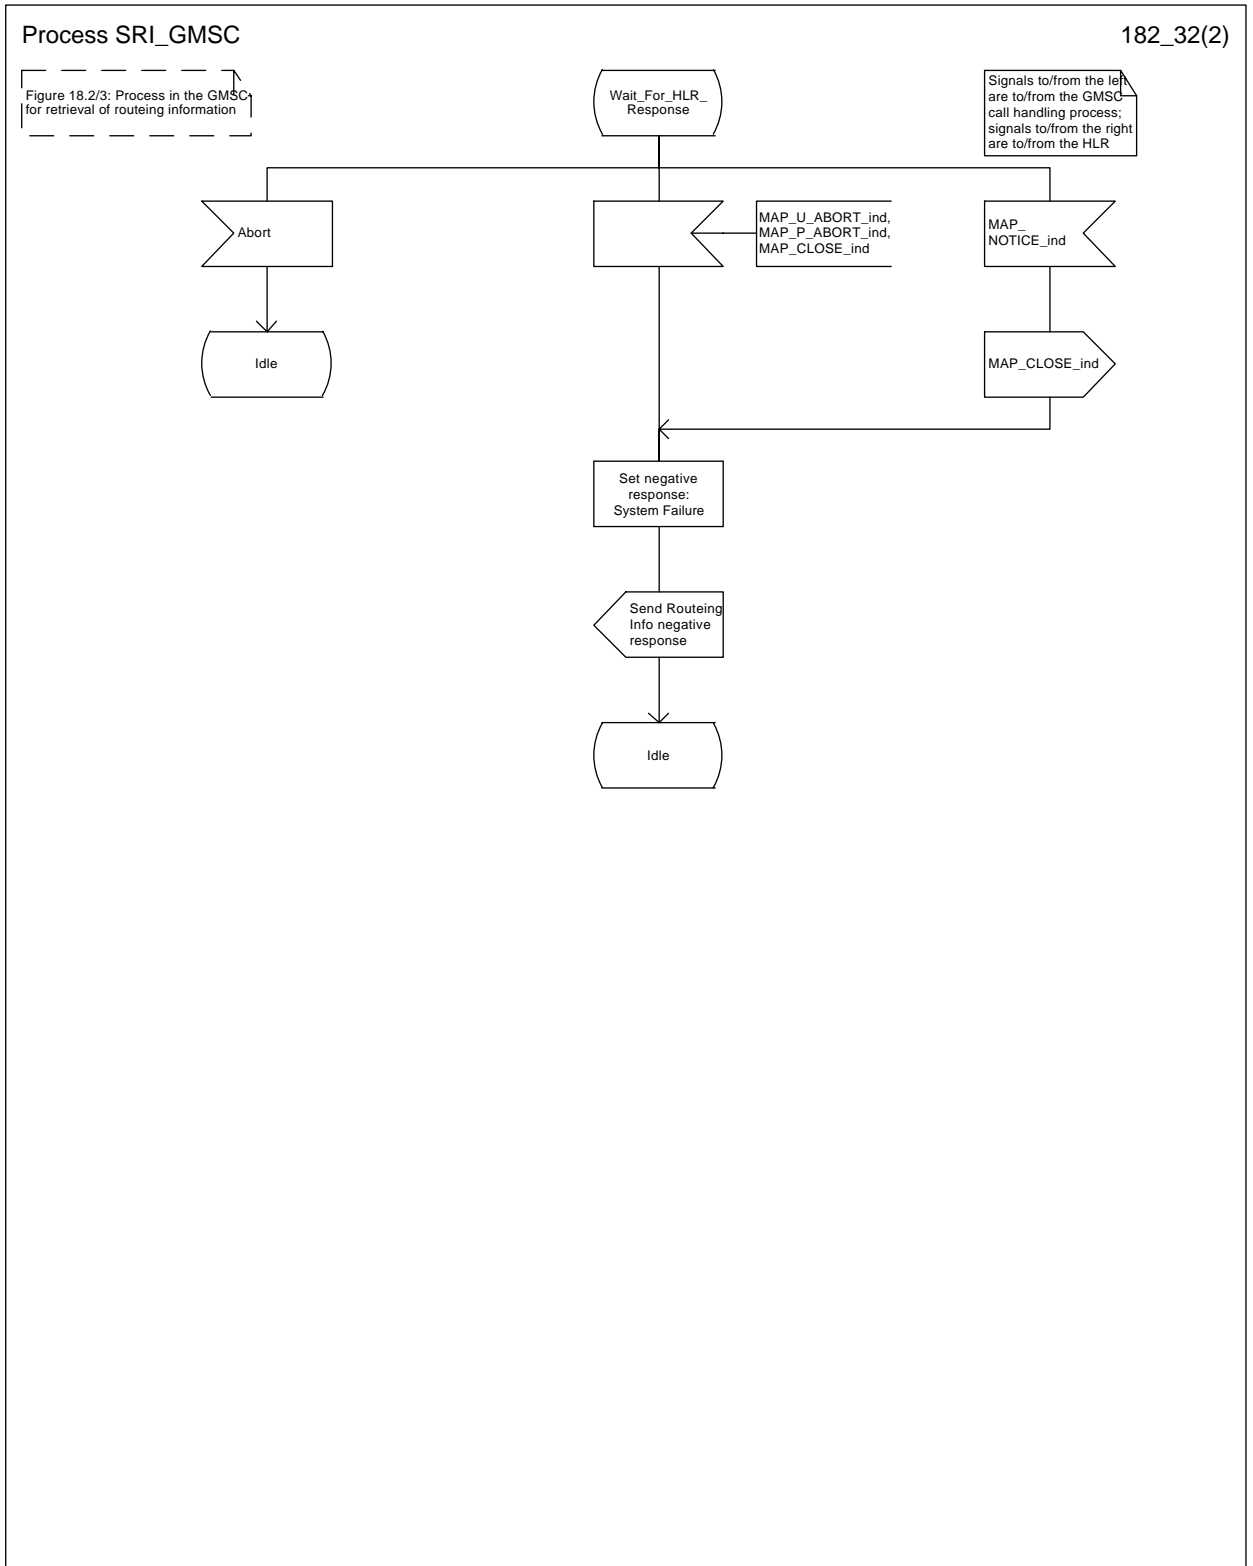 Process SRI_GMSC
182_32(2)
Figure 18.2/3: Process in the GMSC
for retrieval of routeing information
Wait_For_HLR_
Response
Signals to/from the left
are to/from the GMSC
call handling process;
signals to/from the right
are to/from the HLR
Abort
MAP_U_ABORT_ind,
MAP_P_ABORT_ind,
MAP_CLOSE_ind
MAP_
NOTICE_ind
Idle
MAP_CLOSE_ind
Set negative
response:
System Failure
Send Routeing
Info negative
response
Idle